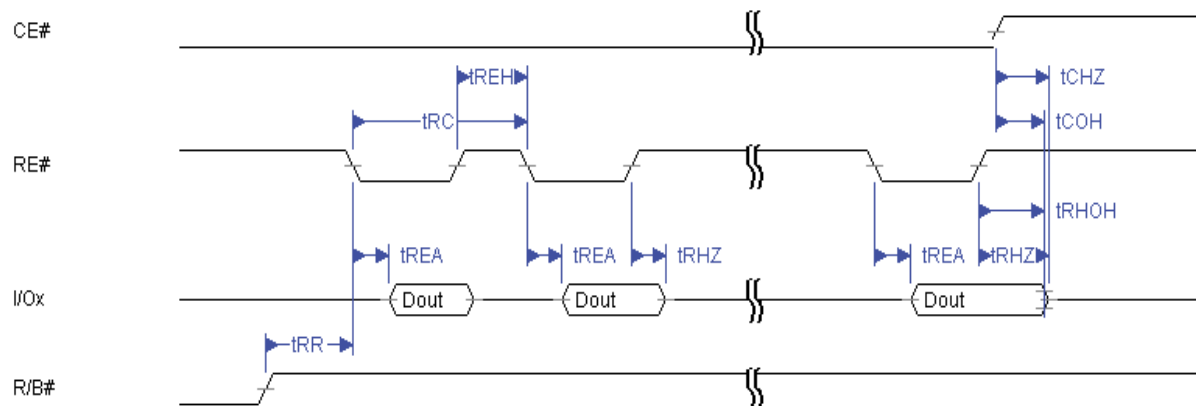 CE#
tREH
tCHZ
tRC
tCOH
RE#
tRHOH
tREA
tREA
tRHZ
tREA
tRHZ
I/Ox
Dout
Dout
Dout
tRR
R/B#